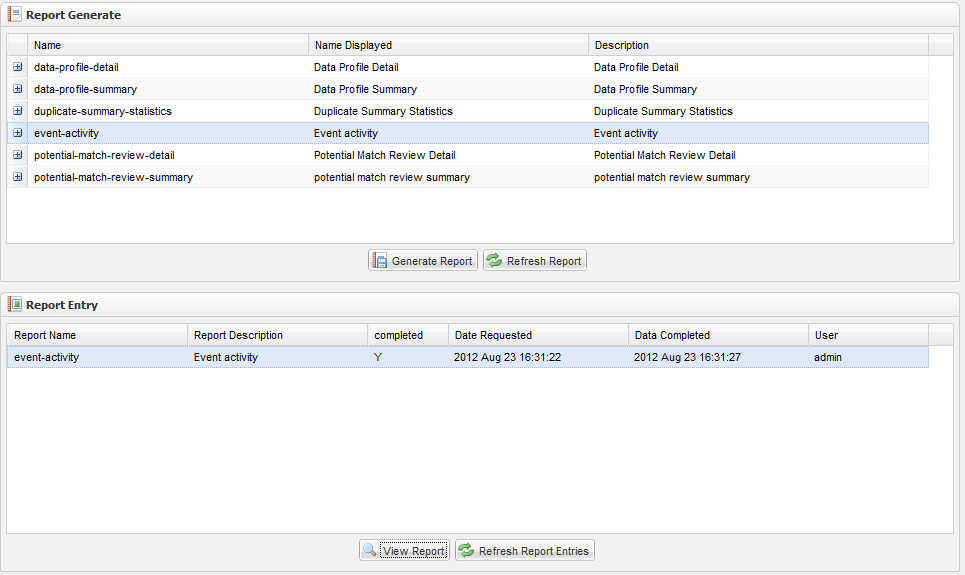 Report Generate
Name Name Displayed Description
data-profile-detail Data Profile Detail Data Profile Detail
data-profile-summary Data Profile Summary Data Profile Summary
duplicate-summary-statistics Duplicate Summary Statistics Duplicate Summary Statistics
event-activity Event activity Event activity
potential-match-review-detail Potential Match Review Detail Potential Match Review Detail
potential-match-review-summary potential match review summary potential match review summary
Generate Report Refresh Report
Report Entry
Report Name Report Description completed Date Requested Data Completed User
event-activity Event activity Y 2012 Aug 23 16:31:22 2012 Aug 23 16:31:27 admin
View Report Refresh Report Entries